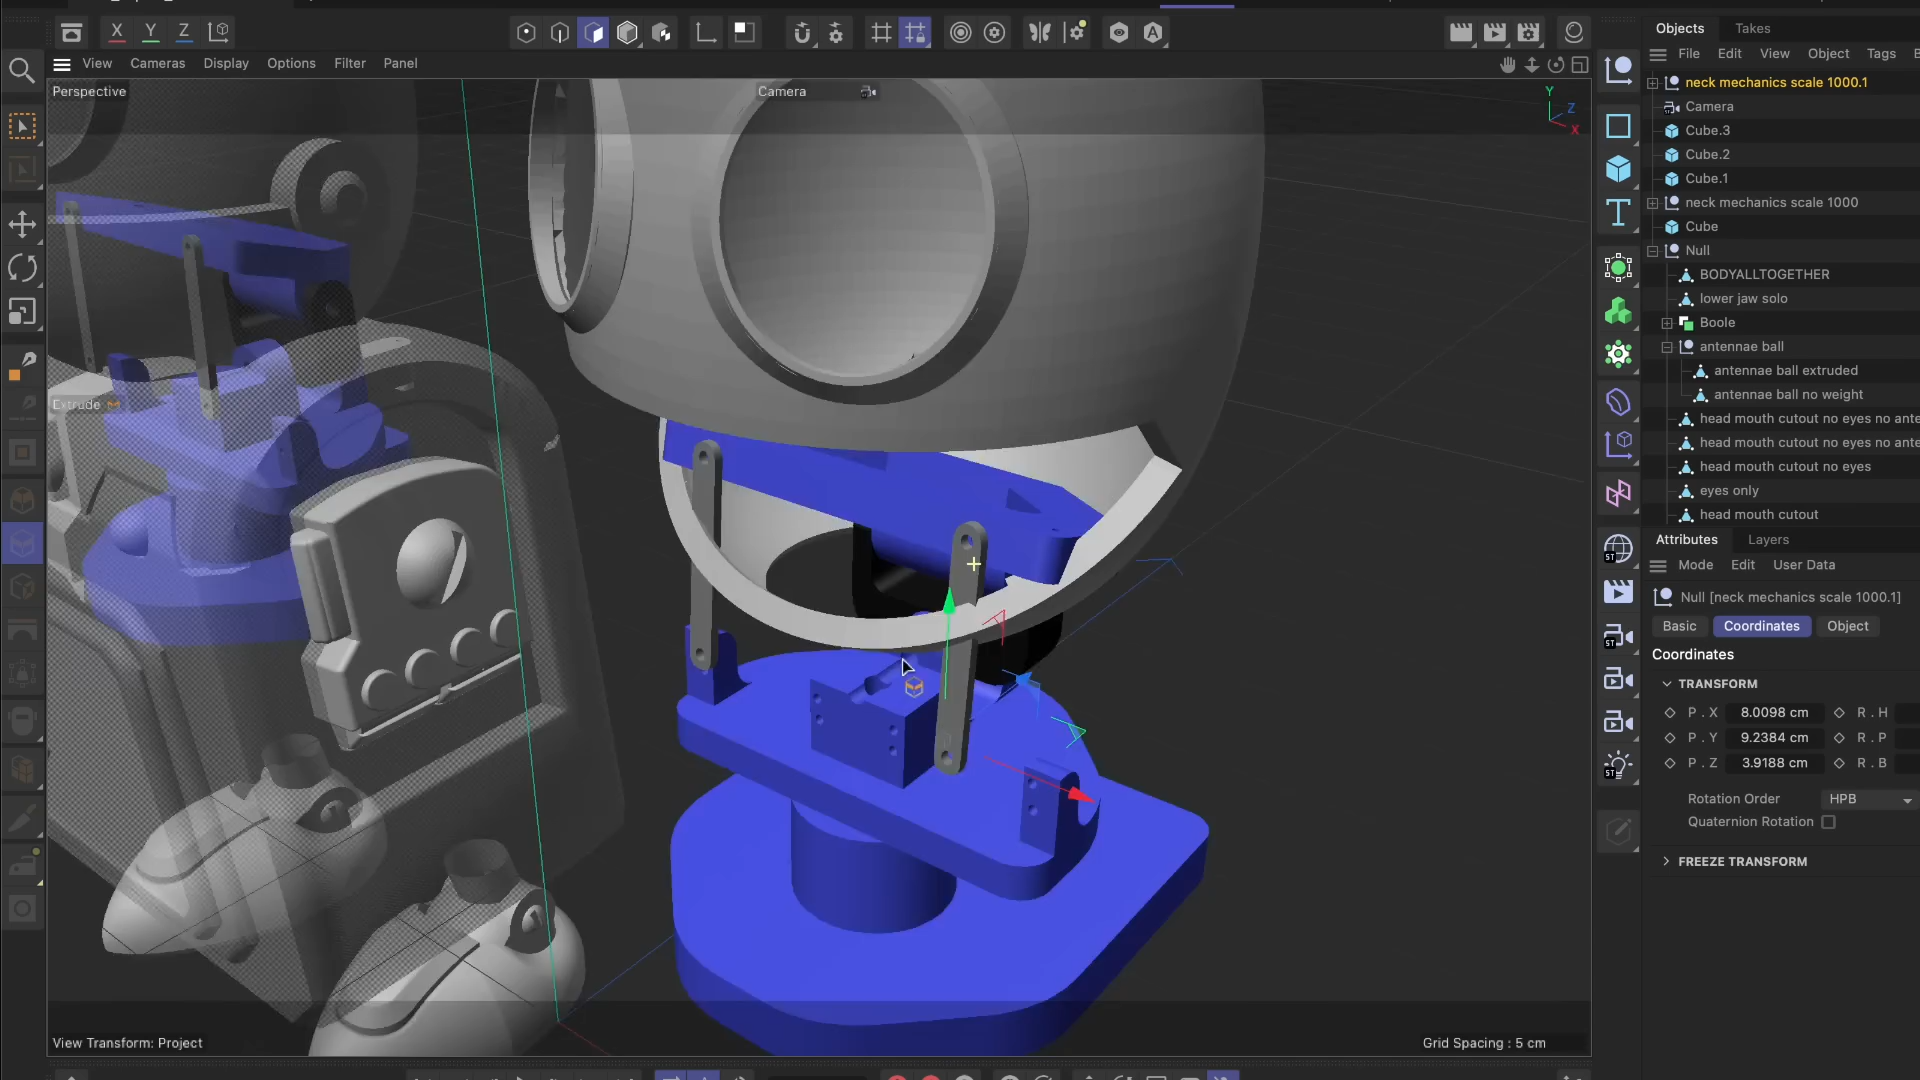 X Y Z
View Cameras Display Options Filter Panel
Perspective
Camera
Y
Z
X
Extrude
View Transform: Project
Grid Spacing : 5 cm
Objects Takes
File Edit View Object Tags
neck mechanics scale 1000.1
Camera
Cube.3
Cube.2
Cube.1
neck mechanics scale 1000
Cube
Null
BODYALLTOGETHER
lower jaw solo
Boole
antennae ball
antennae ball extruded
antennae ball no weight
head mouth cutout no eyes no ante
head mouth cutout no eyes no ante
head mouth cutout no eyes
eyes only
head mouth cutout
Attributes Layers
Mode Edit User Data
Null [neck mechanics scale 1000.1]
Basic Coordinates Object
Coordinates
TRANSFORM
P . X 8.0098 cm R . H
P . Y 9.2384 cm R . P
P . Z 3.9188 cm R . B
Rotation Order HPB
Quaternion Rotation
FREEZE TRANSFORM
T
A
ST
ST
ST